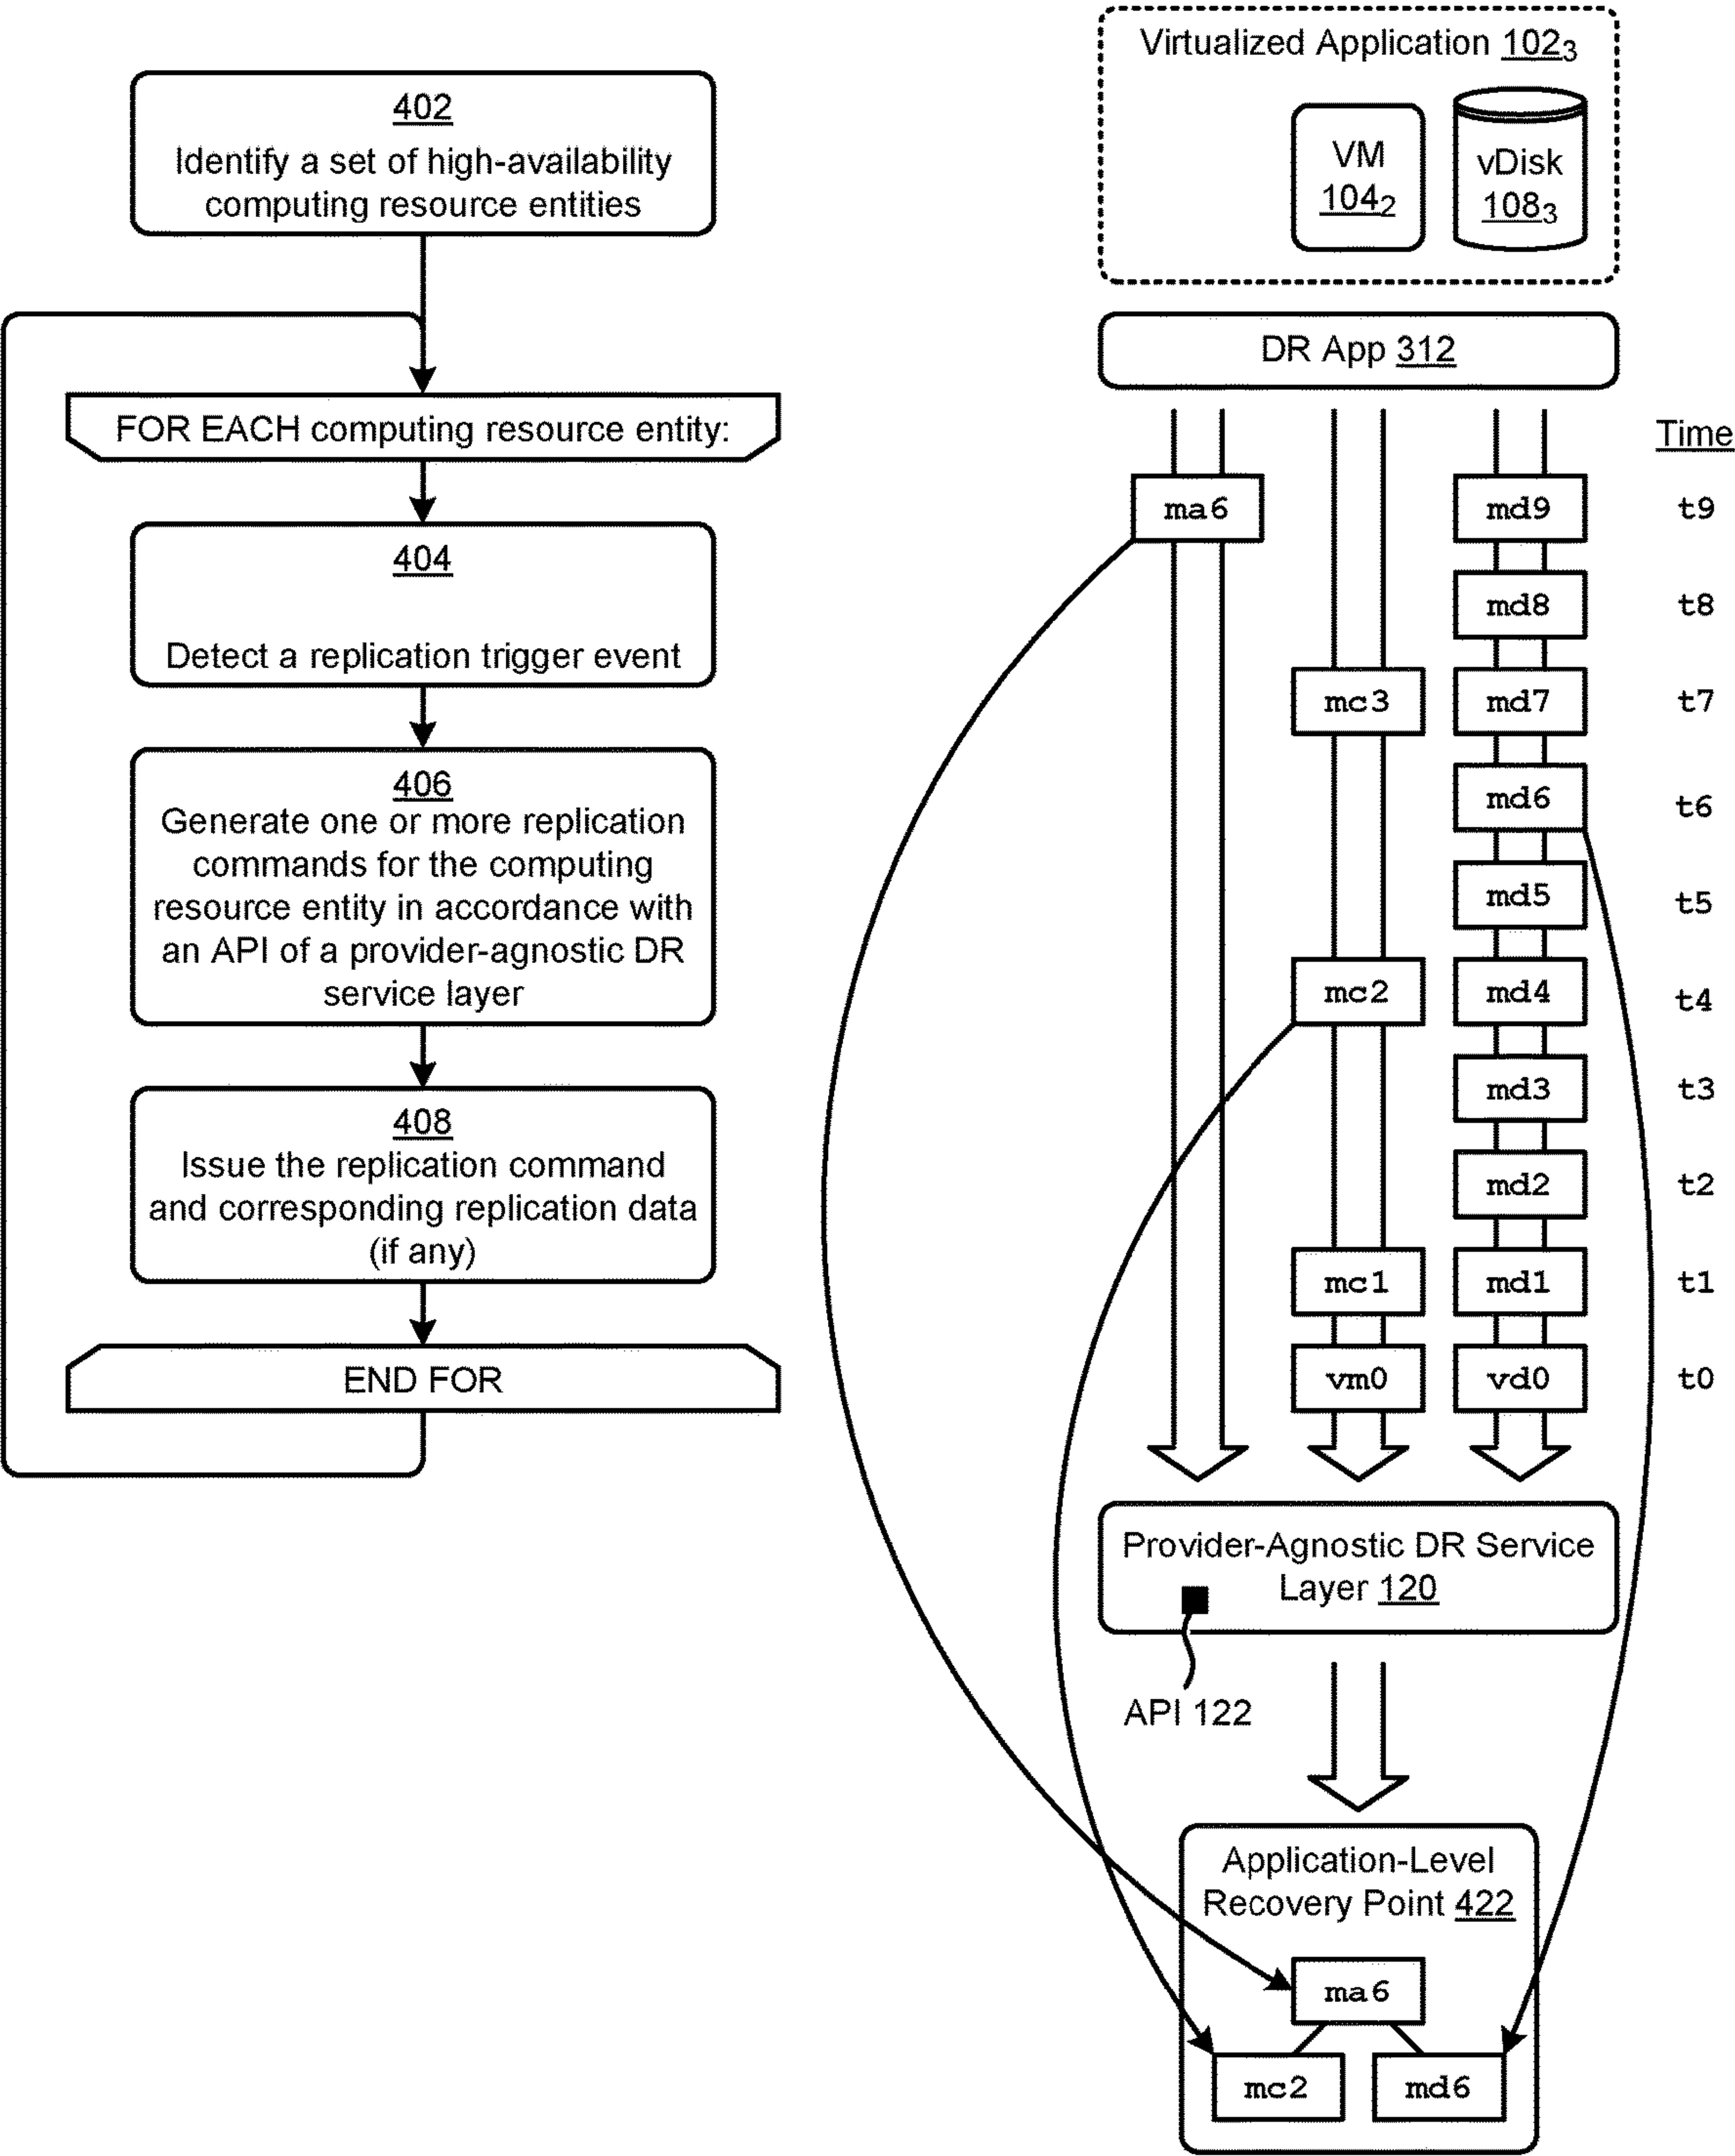 402
Identify a set of high-availability
computing resource entities
FOR EACH computing resource entity:
404
Detect a replication trigger event
406
Generate one or more replication
commands for the computing
resource entity in accordance with
an API of a provider-agnostic DR
service layer
408
Issue the replication command
and corresponding replication data
(if any)
END FOR
Virtualized Application 102₃
VM
104₂
vDisk
108₃
DR App 312
Time
ma6 md9 t9
md8 t8
mc3 md7 t7
md6 t6
md5 t5
mc2 md4 t4
md3 t3
md2 t2
mc1 md1 t1
vm0 vd0 t0
Provider-Agnostic DR Service
Layer 120
API 122
Application-Level
Recovery Point 422
ma6
mc2 md6